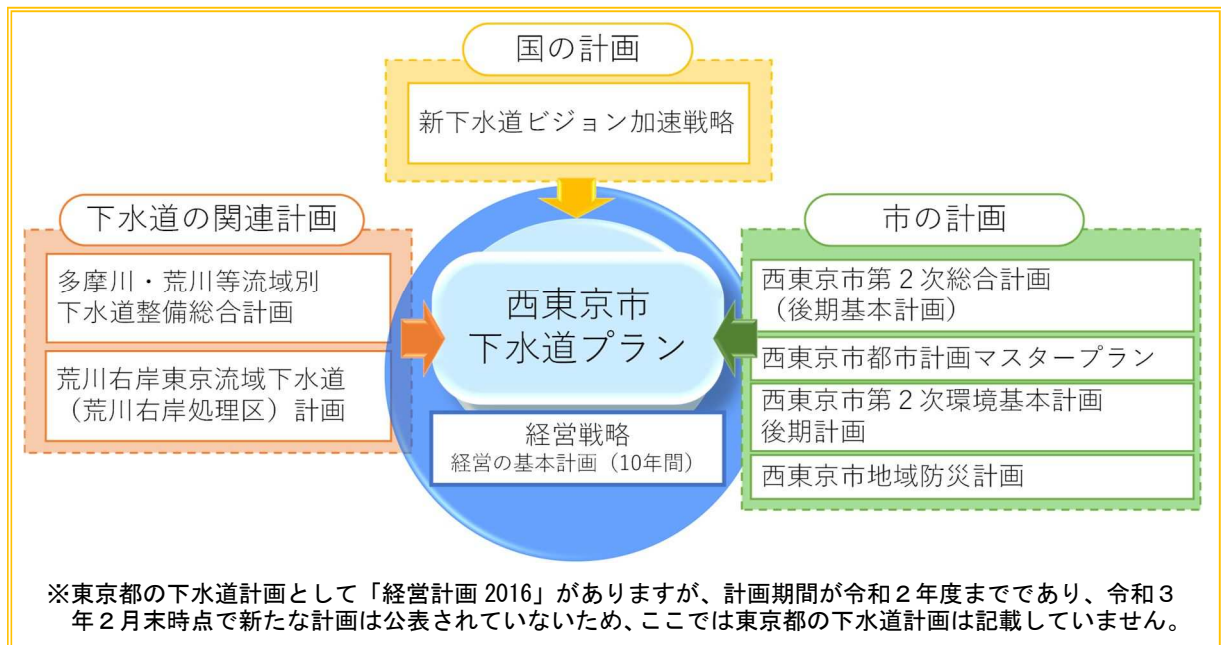 国の計画
新下水道ビジョン加速戦略
下水道の関連計画
多摩川・荒川等流域別
下水道整備総合計画
荒川右岸東京流域下水道
（荒川右岸処理区）計画
西東京市
下水道プラン
経営戦略
経営の基本計画（10年間）
市の計画
西東京市第２次総合計画
（後期基本計画）
西東京市都市計画マスタープラン
西東京市第２次環境基本計画
後期計画
西東京市地域防災計画
※東京都の下水道計画として「経営計画 2016」がありますが、計画期間が令和２年度までであり、令和３
年２月末時点で新たな計画は公表されていないため、ここでは東京都の下水道計画は記載していません。